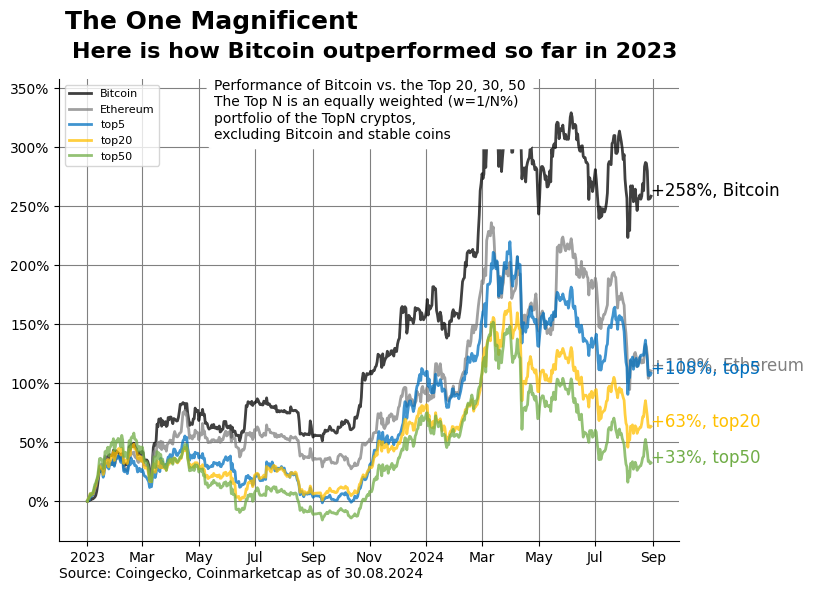 The One Magnificent
Here is how Bitcoin outperformed so far in 2023
350%
300%
250%
200%
150%
100%
50%
0%
Bitcoin
Ethereum
top5
top20
top50
Performance of Bitcoin vs. the Top 20, 30, 50
The Top N is an equally weighted (w=1/N%)
portfolio of the TopN cryptos,
excluding Bitcoin and stable coins
+258%, Bitcoin
Ethereum
+108%, top5
+63%, top20
+33%, top50
2023 Mar May Jul Sep Nov 2024 Mar May Jul Sep
Source: Coingecko, Coinmarketcap as of 30.08.2024